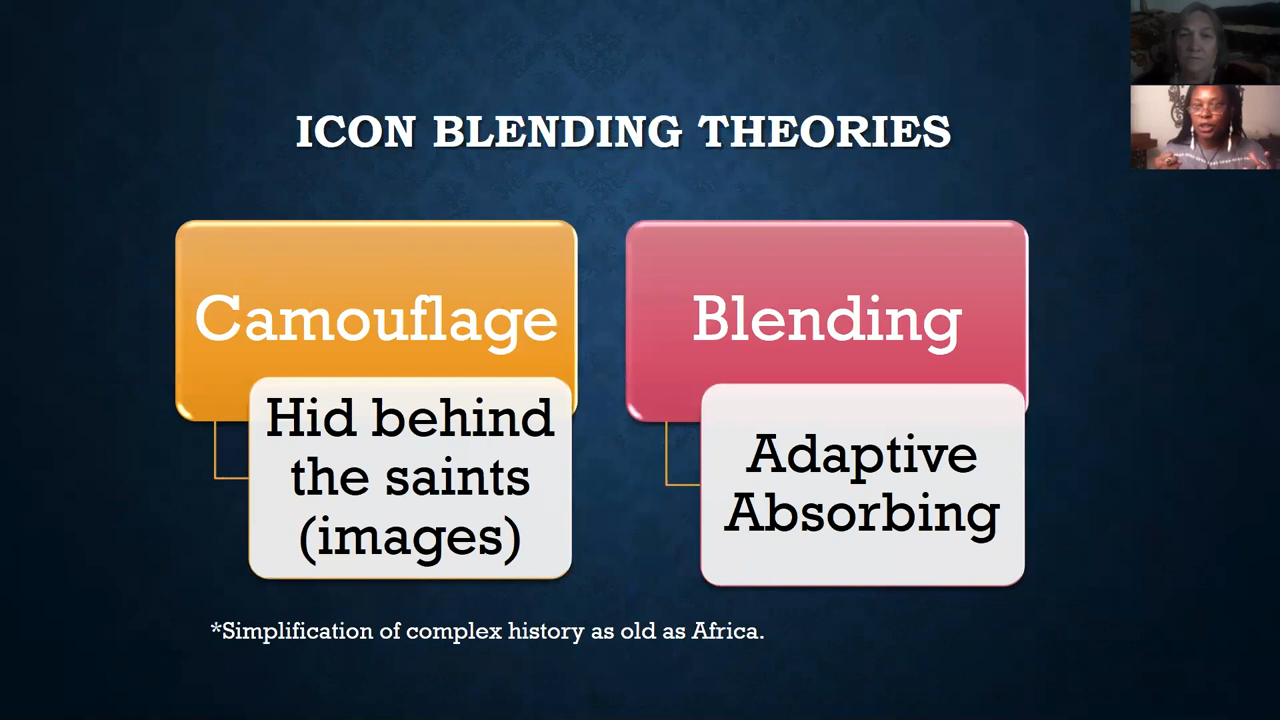 ICON BLENDING THEORIES
Camouflage
Hid behind
the saints
(images)
Blending
Adaptive
Absorbing
*Simplification of complex history as old as Africa.